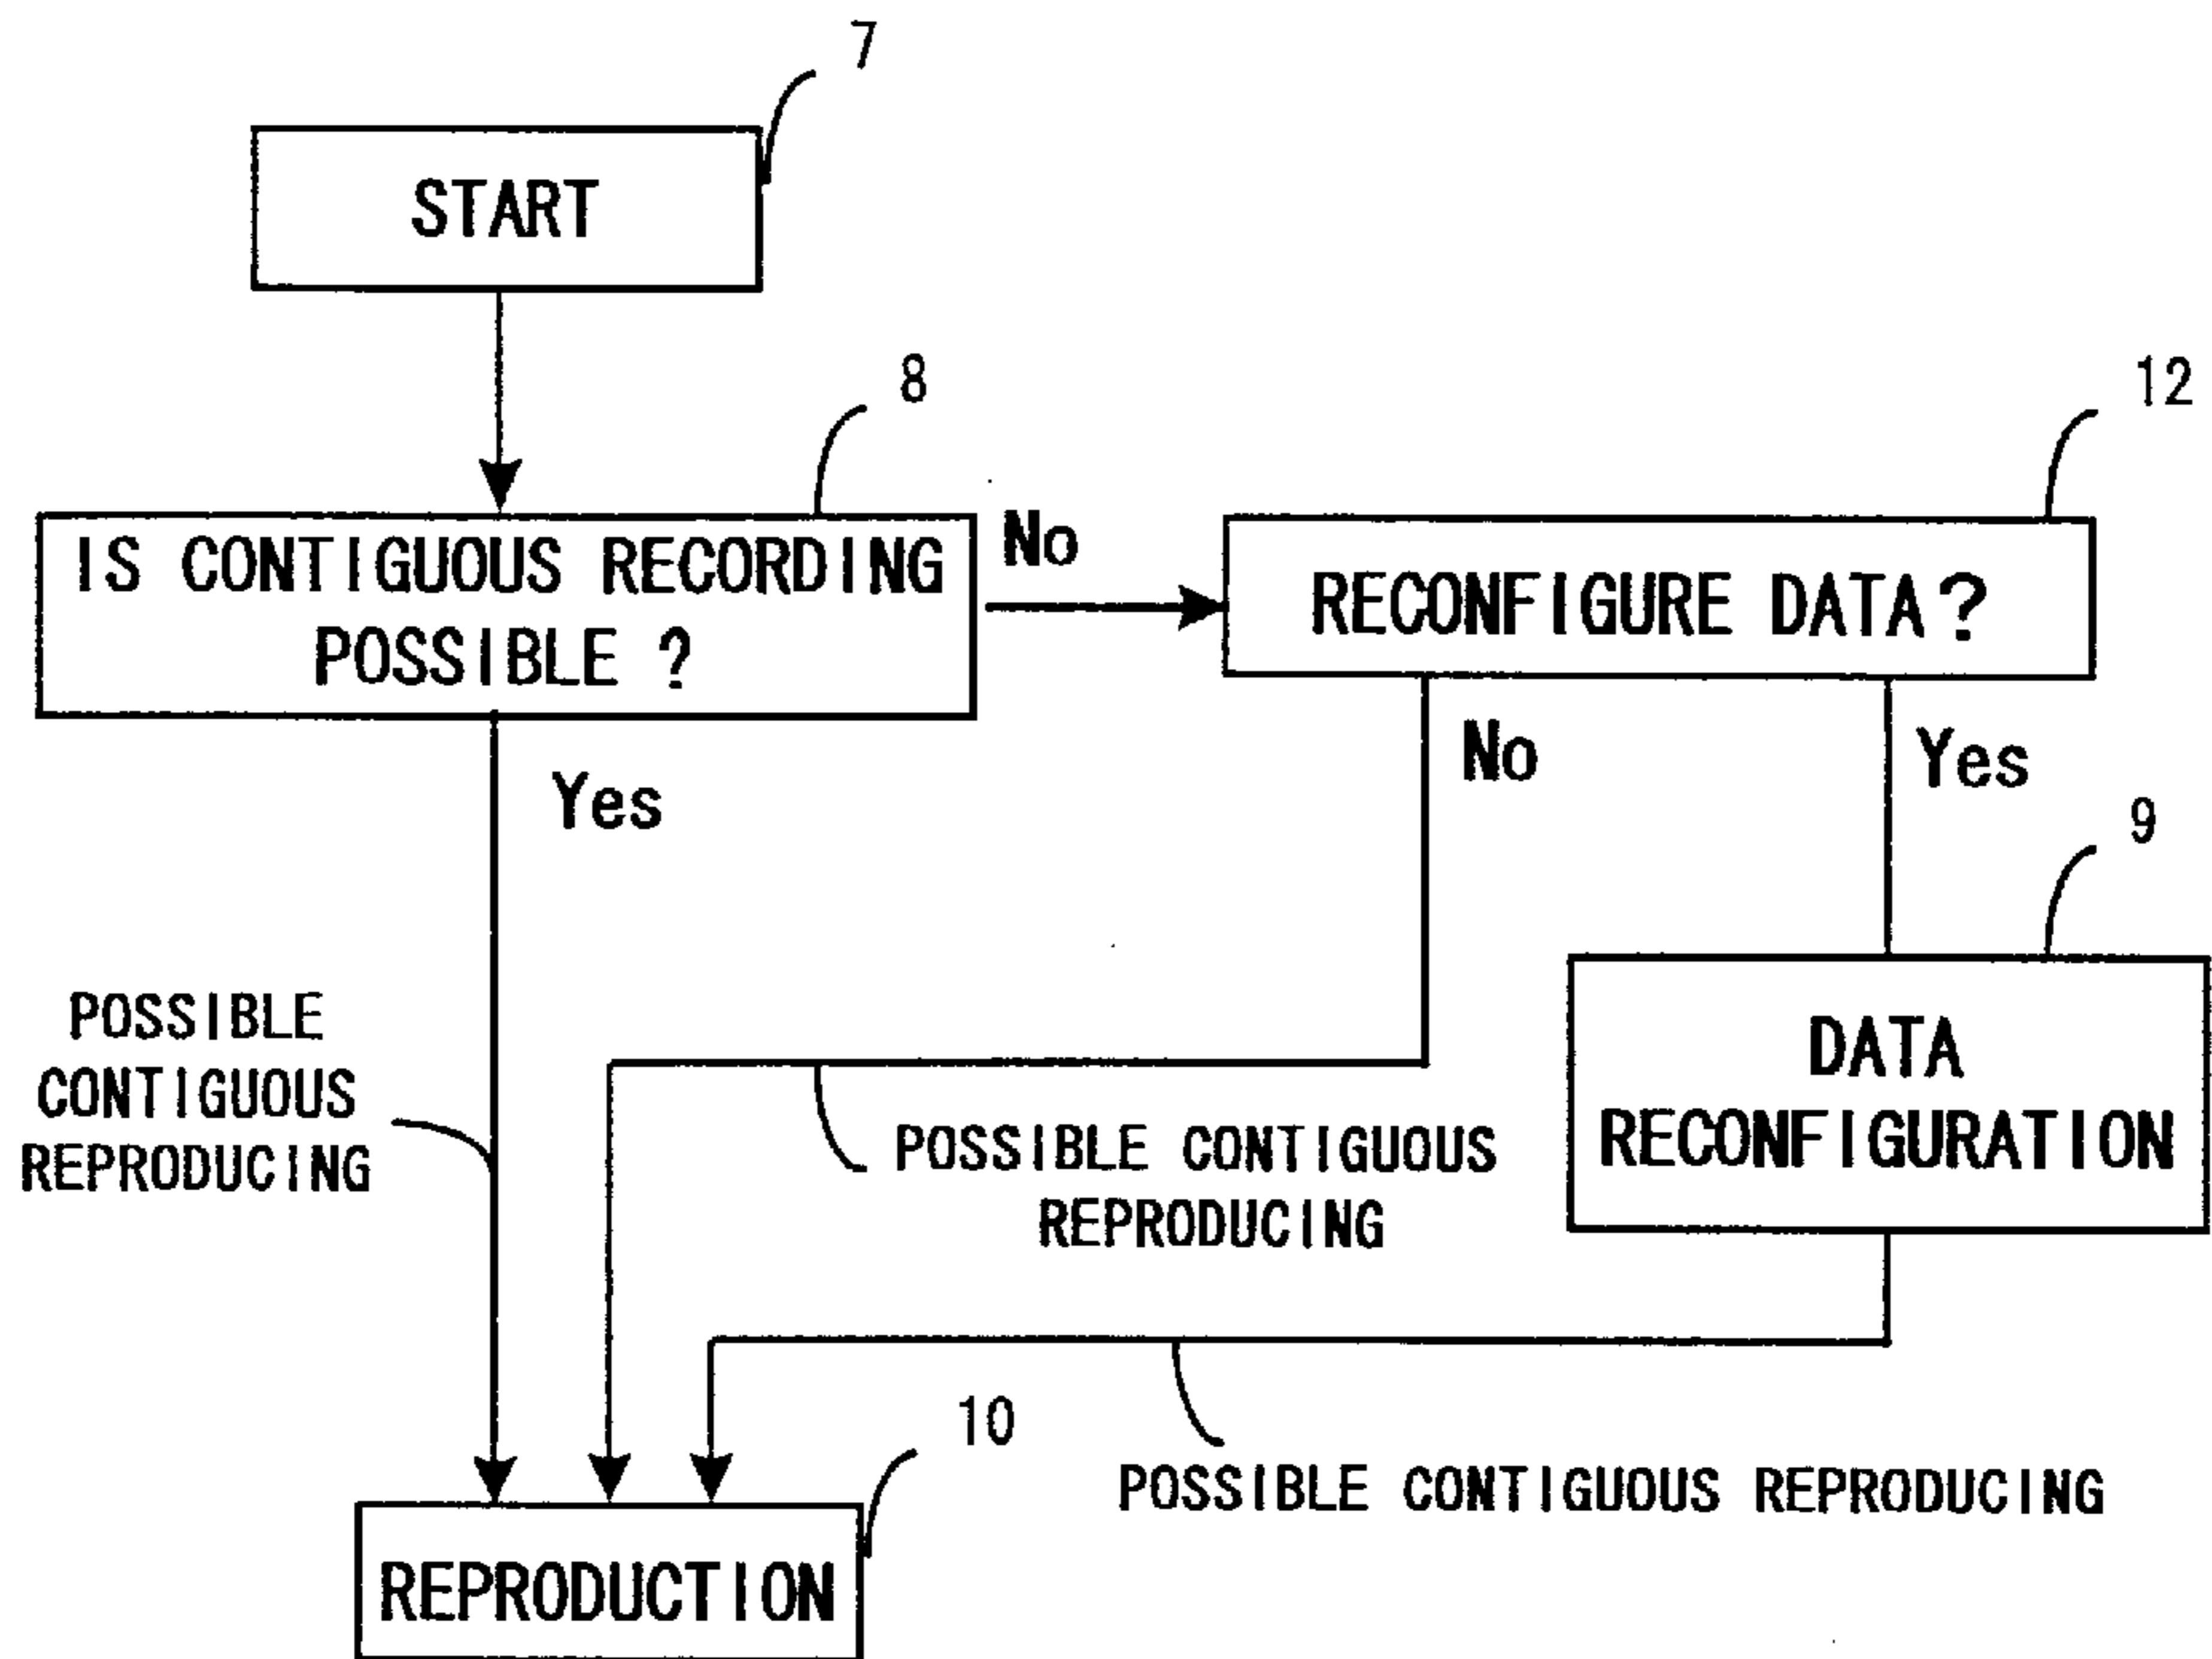 7
START
8
12
IS CONTIGUOUS RECORDING
POSSIBLE ?
No
RECONFIGURE DATA?
Yes
No
Yes
9
POSSIBLE
CONTIGUOUS
REPRODUCING
DATA
RECONFIGURATION
POSSIBLE CONTIGUOUS
REPRODUCING
10
POSSIBLE CONTIGUOUS REPRODUCING
REPRODUCTION